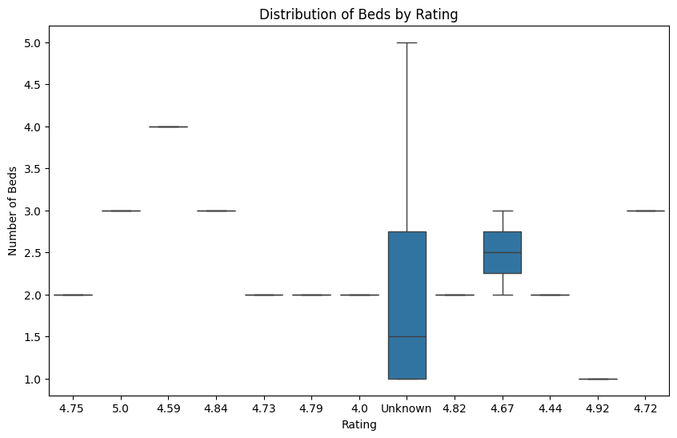 Distribution of Beds by Rating
Number of Beds
5.0
4.5
4.0
3.5
3.0
2.5
2.0
1.5
1.0
4.75 5.0 4.59 4.84 4.73 4.79 4.0 Unknown 4.82 4.67 4.44 4.92 4.72
Rating